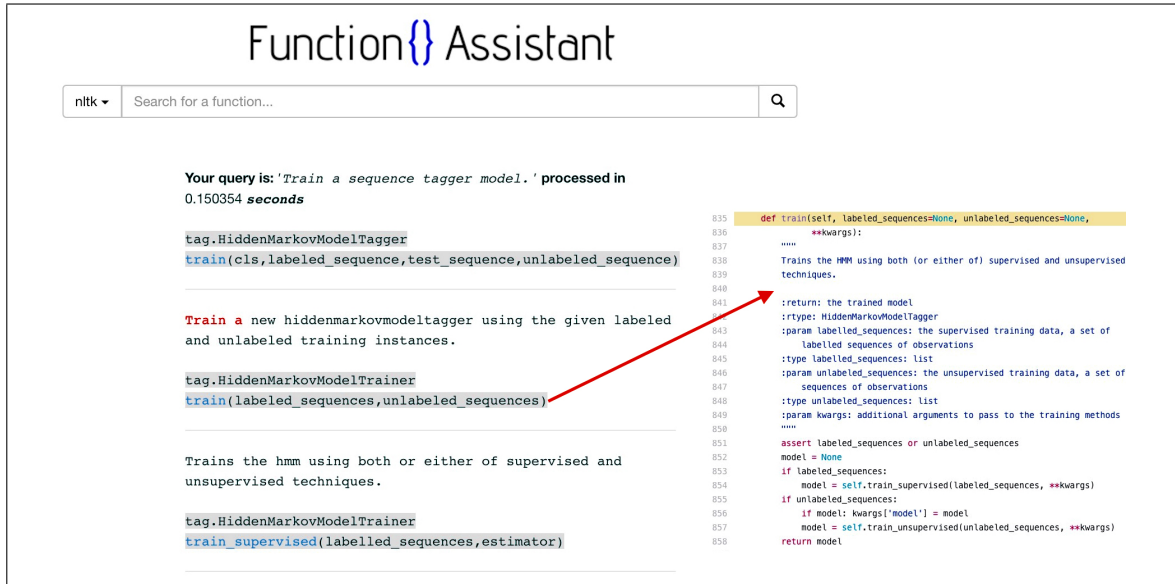 Function{} Assistant
nltk
Search for a function...
Your query is: 'Train a sequence tagger model.' processed in
0.150354 seconds
tag.HiddenMarkovModelTagger
train(cls,labeled_sequence,test_sequence,unlabeled_sequence)
Train a new hiddenmarkovmodeltagger using the given labeled
and unlabeled training instances.
tag.HiddenMarkovModelTrainer
train(labeled_sequences,unlabeled_sequences)
Trains the hmm using both or either of supervised and
unsupervised techniques.
tag.HiddenMarkovModelTrainer
train_supervised(labelled_sequences,estimator)
835 def train(self, labeled_sequences=None, unlabeled_sequences=None,
836 **kwargs):
837 """
838 Trains the HMM using both (or either of) supervised and unsupervised
839 techniques.
840
841 :return: the trained model
842 :rtype: HiddenMarkovModelTagger
843 :param labelled_sequences: the supervised training data, a set of
844 labelled sequences of observations
845 :type labelled_sequences: list
846 :param unlabeled_sequences: the unsupervised training data, a set of
847 sequences of observations
848 :type unlabeled_sequences: list
849 :param kwargs: additional arguments to pass to the training methods
850 """
851 assert labeled_sequences or unlabeled_sequences
852 model = None
853 if labeled_sequences:
854 model = self.train_supervised(labeled_sequences, **kwargs)
855 if unlabeled_sequences:
856 if model: kwargs['model'] = model
857 model = self.train_unsupervised(unlabeled_sequences, **kwargs)
858 return model